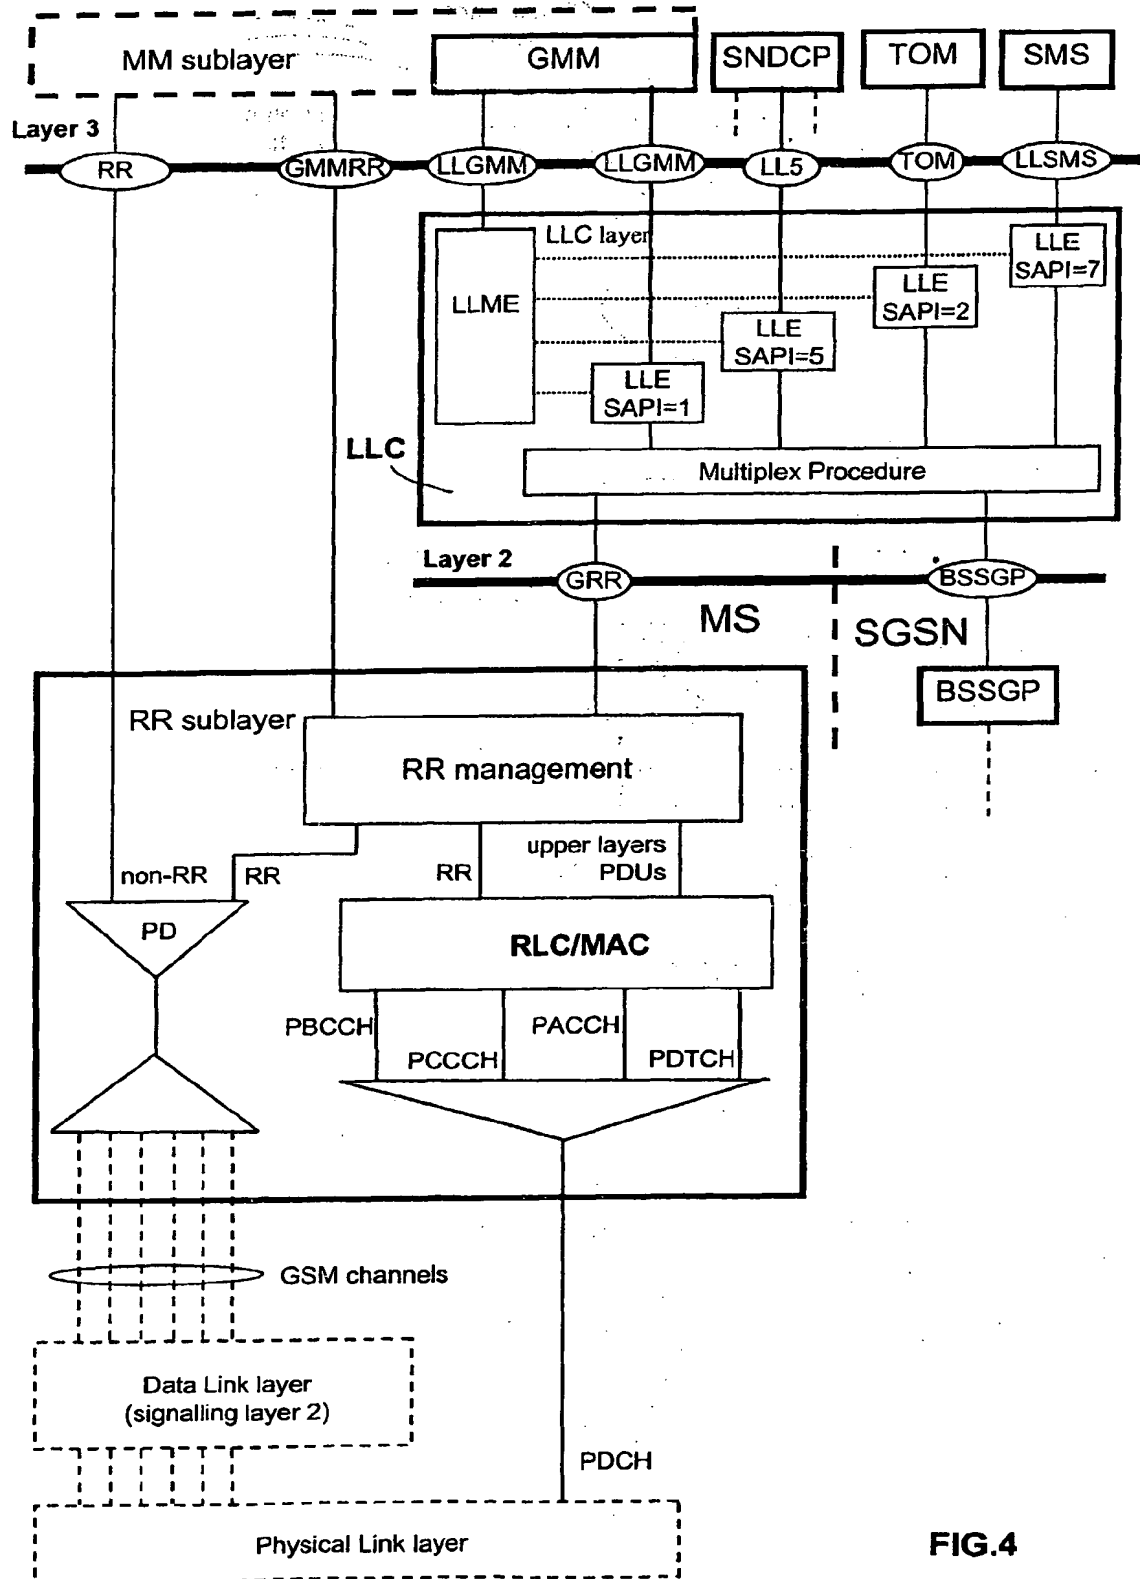 MM sublayer
GMM
SNDCP
TOM
SMS
Layer 3
RR
GMMRR
LLGMM
LLGMM
LL5
TOM
LLSMS
LLC layer
LLME
LLE
SAPI=7
LLE
SAPI=2
LLE
SAPI=5
LLE
SAPI=1
LLC
Multiplex Procedure
Layer 2
GRR
BSSGP
MS
SGSN
BSSGP
RR sublayer
RR management
non-RR
RR
RR
upper layers
PDUs
PD
RLC/MAC
PBCCH
PCCCH
PACCH
PDTCH
GSM channels
Data Link layer
(signalling layer 2)
PDCH
Physical Link layer
FIG.4